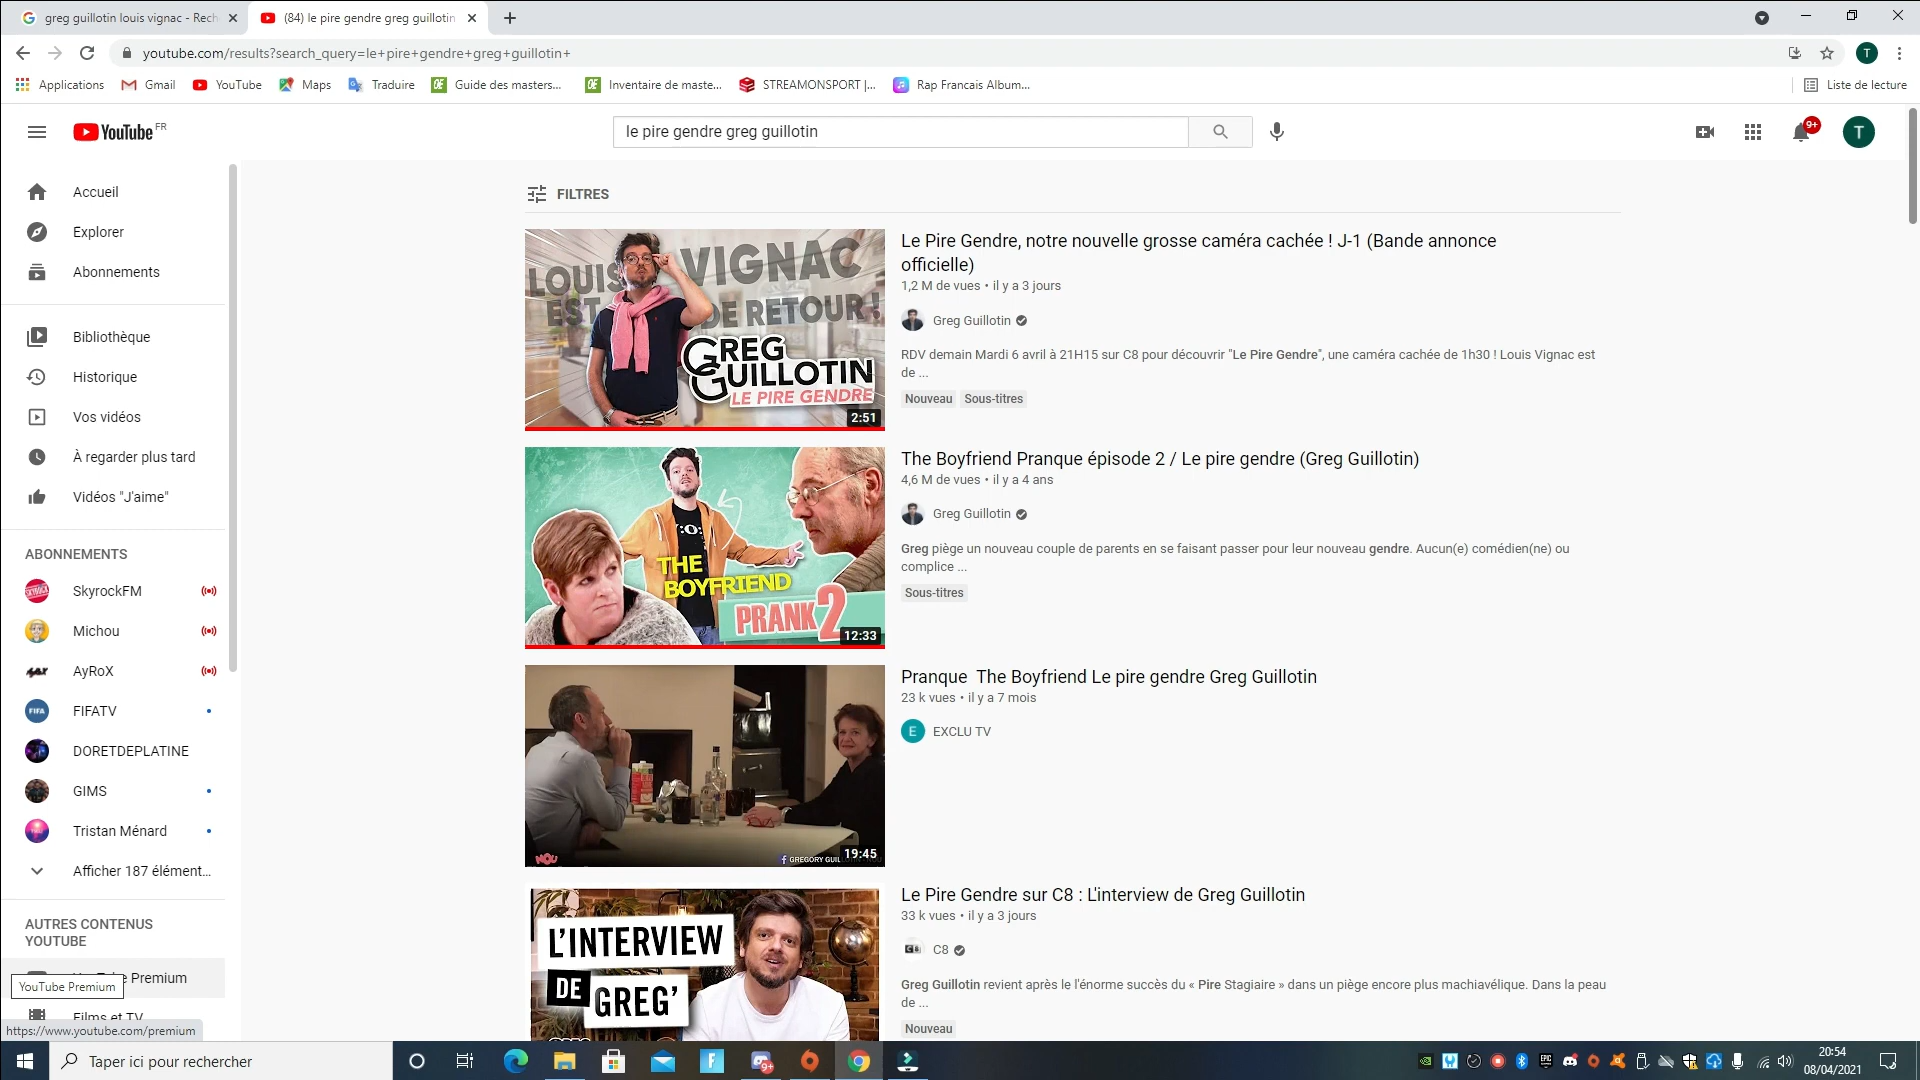 greg guillotin louis vignac - Rech
(84) le pire gendre greg guillotin
youtube.com/results?search_query=le+pire+gendre+greg+guillotin+
T
Applications
Gmail
YouTube
Maps
Traduire
Guide des masters...
Inventaire de maste...
STREAMONSPORT |...
Rap Francais Album...
Liste de lecture
YouTube FR
le pire gendre greg guillotin
9+
T
Accueil
Explorer
Abonnements
Bibliothèque
Historique
Vos vidéos
À regarder plus tard
Vidéos "J'aime"
ABONNEMENTS
SkyrockFM
Michou
AyRoX
FIFA
FIFATV
DORETDEPLATINE
GIMS
Tristan Ménard
Afficher 187 élément...
AUTRES CONTENUS
YOUTUBE
e Premium
YouTube Premium
Films et TV
https://www.youtube.com/premium
FILTRES
LOUIS VIGNAC
EST DE RETOUR !
GREG
GUILLOTIN
LE PIRE GENDRE
2:51
Le Pire Gendre, notre nouvelle grosse caméra cachée ! J-1 (Bande annonce
officielle)
1,2 M de vues • il y a 3 jours
Greg Guillotin
RDV demain Mardi 6 avril à 21H15 sur C8 pour découvrir "Le Pire Gendre", une caméra cachée de 1h30 ! Louis Vignac est
de ...
Nouveau
Sous-titres
THE
BOYFRIEND
PRANK 2
12:33
The Boyfriend Pranque épisode 2 / Le pire gendre (Greg Guillotin)
4,6 M de vues • il y a 4 ans
Greg Guillotin
Greg piège un nouveau couple de parents en se faisant passer pour leur nouveau gendre. Aucun(e) comédien(ne) ou
complice ...
Sous-titres
NOU
GREGORY GUIL
19:45
Pranque  The Boyfriend Le pire gendre Greg Guillotin
23 k vues • il y a 7 mois
E
EXCLU TV
L'INTERVIEW
DE GREG'
Le Pire Gendre sur C8 : L'interview de Greg Guillotin
33 k vues • il y a 3 jours
C8
C8
Greg Guillotin revient après le l'énorme succès du « Pire Stagiaire » dans un piège encore plus machiavélique. Dans la peau
de ...
Nouveau
Taper ici pour rechercher
9+
EPIC
20:54
08/04/2021